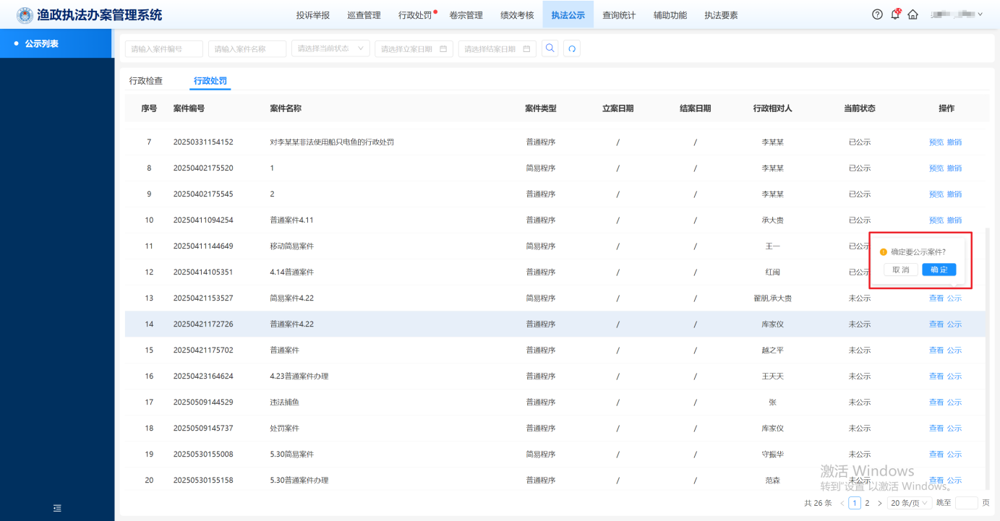 渔政执法办案管理系统 投诉举报 巡查管理 行政处罚 卷宗管理 绩效考核 执法公示 查询统计 辅助功能 执法要素
公示列表
请输入案件编号 请输入案件名称 请选择当前状态 请选择立案日期 请选择结案日期
行政检查 行政处罚
序号 案件编号 案件名称 案件类型 立案日期 结案日期 行政相对人 当前状态 操作
7 20250331154152 对李某某非法使用船只电鱼的行政处罚 普通程序 / / 李某某 已公示 预览 撤销
8 20250402175520 1 简易程序 / / 李某某 已公示 预览 撤销
9 20250402175545 2 简易程序 / / 李某某 已公示 预览 撤销
10 20250411094254 普通案件4.11 普通程序 / / 承大贵 已公示 预览 撤销
11 20250411144649 移动简易案件 简易程序 / / 王一 已公示
确定要公示案件?
取 消 确 定
12 20250414105351 4.14普通案件 普通程序 / / 红闽 已公示
13 20250421153527 简易案件4.22 简易程序 / / 翟朋,承大贵 未公示 查看 公示
14 20250421172726 普通案件4.22 普通程序 / / 库家仪 未公示 查看 公示
15 20250421175702 普通案件 普通程序 / / 越之平 未公示 查看 公示
16 20250423164624 4.23普通案件办理 普通程序 / / 王天天 未公示 查看 公示
17 20250509144529 违法捕鱼 普通程序 / / 张 未公示 查看 公示
18 20250509145737 处罚案件 普通程序 / / 库家仪 未公示 查看 公示
19 20250530155008 5.30简易案件 简易程序 / / 守振华 未公示 查看 公示
20 20250530155158 5.30普通案件办理 普通程序 / / 范森 未公示 查看 公示
激活 Windows
转到"设置"以激活 Windows。
共 26 条 < 1 2 > 20 条/页 跳至 页